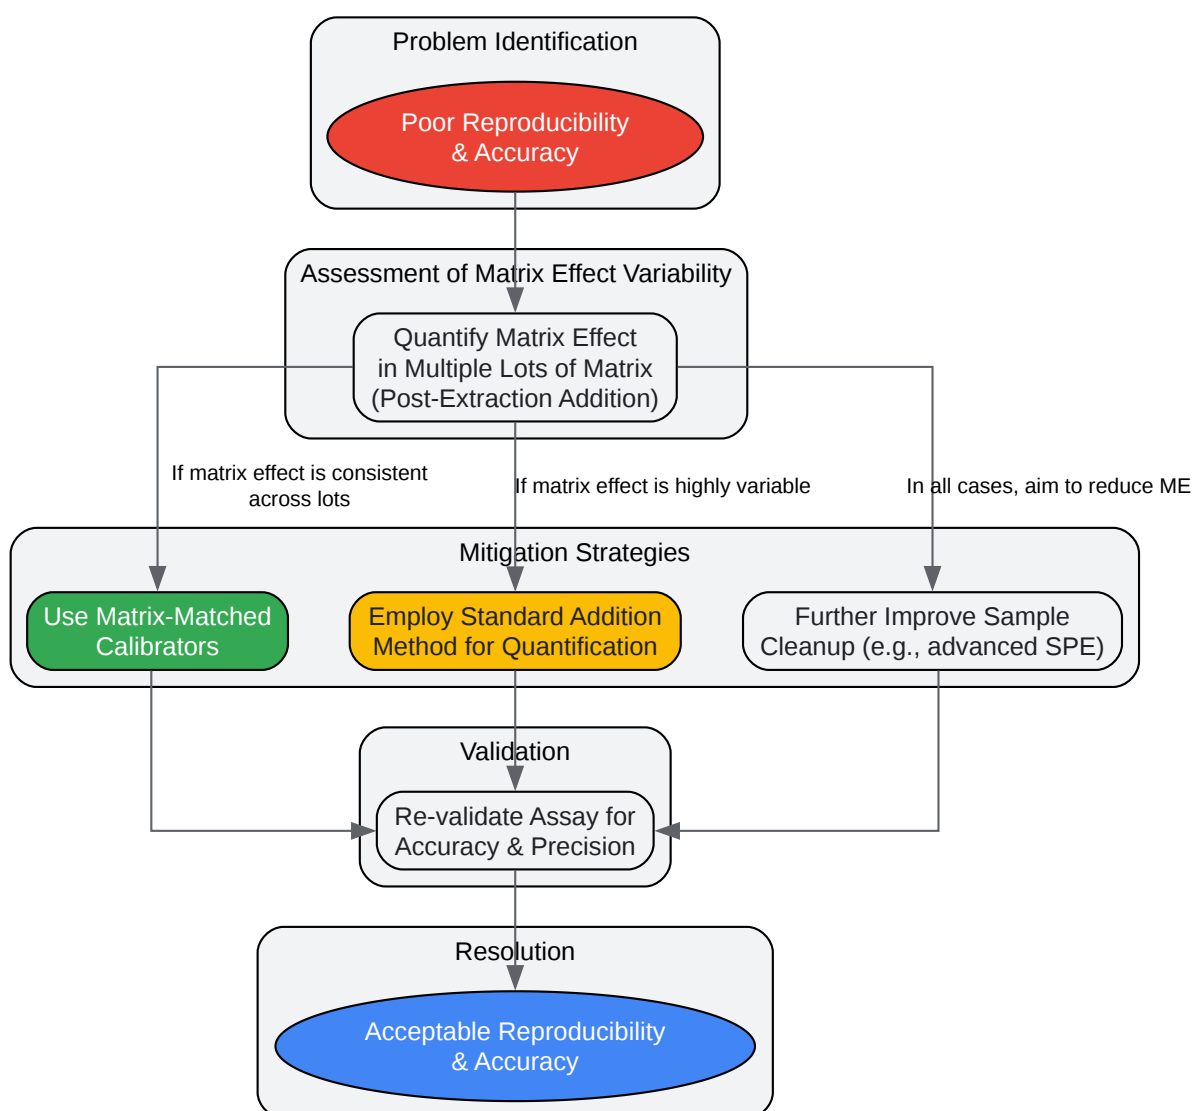 Problem Identification
Poor Reproducibility
& Accuracy
Assessment of Matrix Effect Variability
Quantify Matrix Effect
in Multiple Lots of Matrix
(Post-Extraction Addition)
If matrix effect is consistent
across lots
If matrix effect is highly variable
In all cases, aim to reduce ME
Mitigation Strategies
Use Matrix-Matched
Calibrators
Employ Standard Addition
Method for Quantification
Further Improve Sample
Cleanup (e.g., advanced SPE)
Validation
Re-validate Assay for
Accuracy & Precision
Resolution
Acceptable Reproducibility
& Accuracy